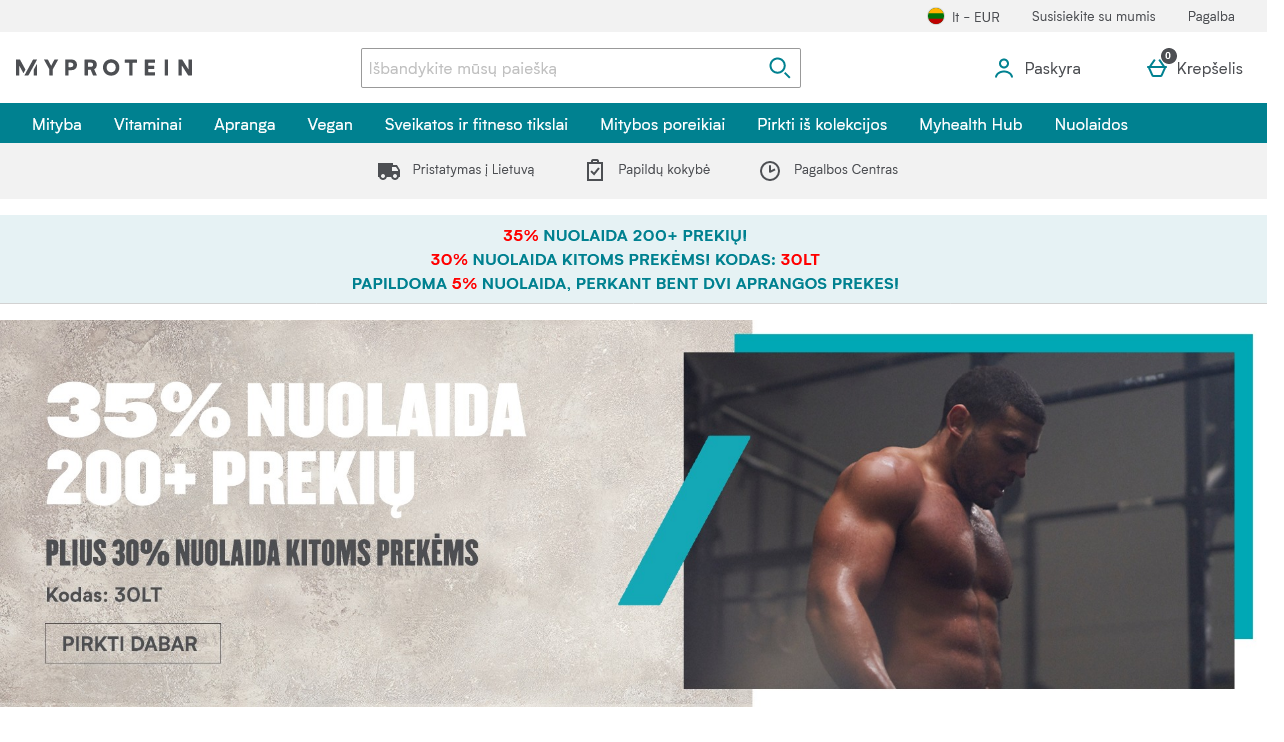 lt - EUR
Susisiekite su mumis
Pagalba
MYPROTEIN
Išbandykite mūsų paiešką
Paskyra
0
Krepšelis
Mityba
Vitaminai
Apranga
Vegan
Sveikatos ir fitneso tikslai
Mitybos poreikiai
Pirkti iš kolekcijos
Myhealth Hub
Nuolaidos
Pristatymas į Lietuvą
Papildų kokybė
Pagalbos Centras
35% NUOLAIDA 200+ PREKIŲ!
30% NUOLAIDA KITOMS PREKĖMS! KODAS: 30LT
PAPILDOMA 5% NUOLAIDA, PERKANT BENT DVI APRANGOS PREKES!
35% NUOLAIDA
200+ PREKIŲ
PLIUS 30% NUOLAIDA KITOMS PREKĖMS
Kodas: 30LT
PIRKTI DABAR